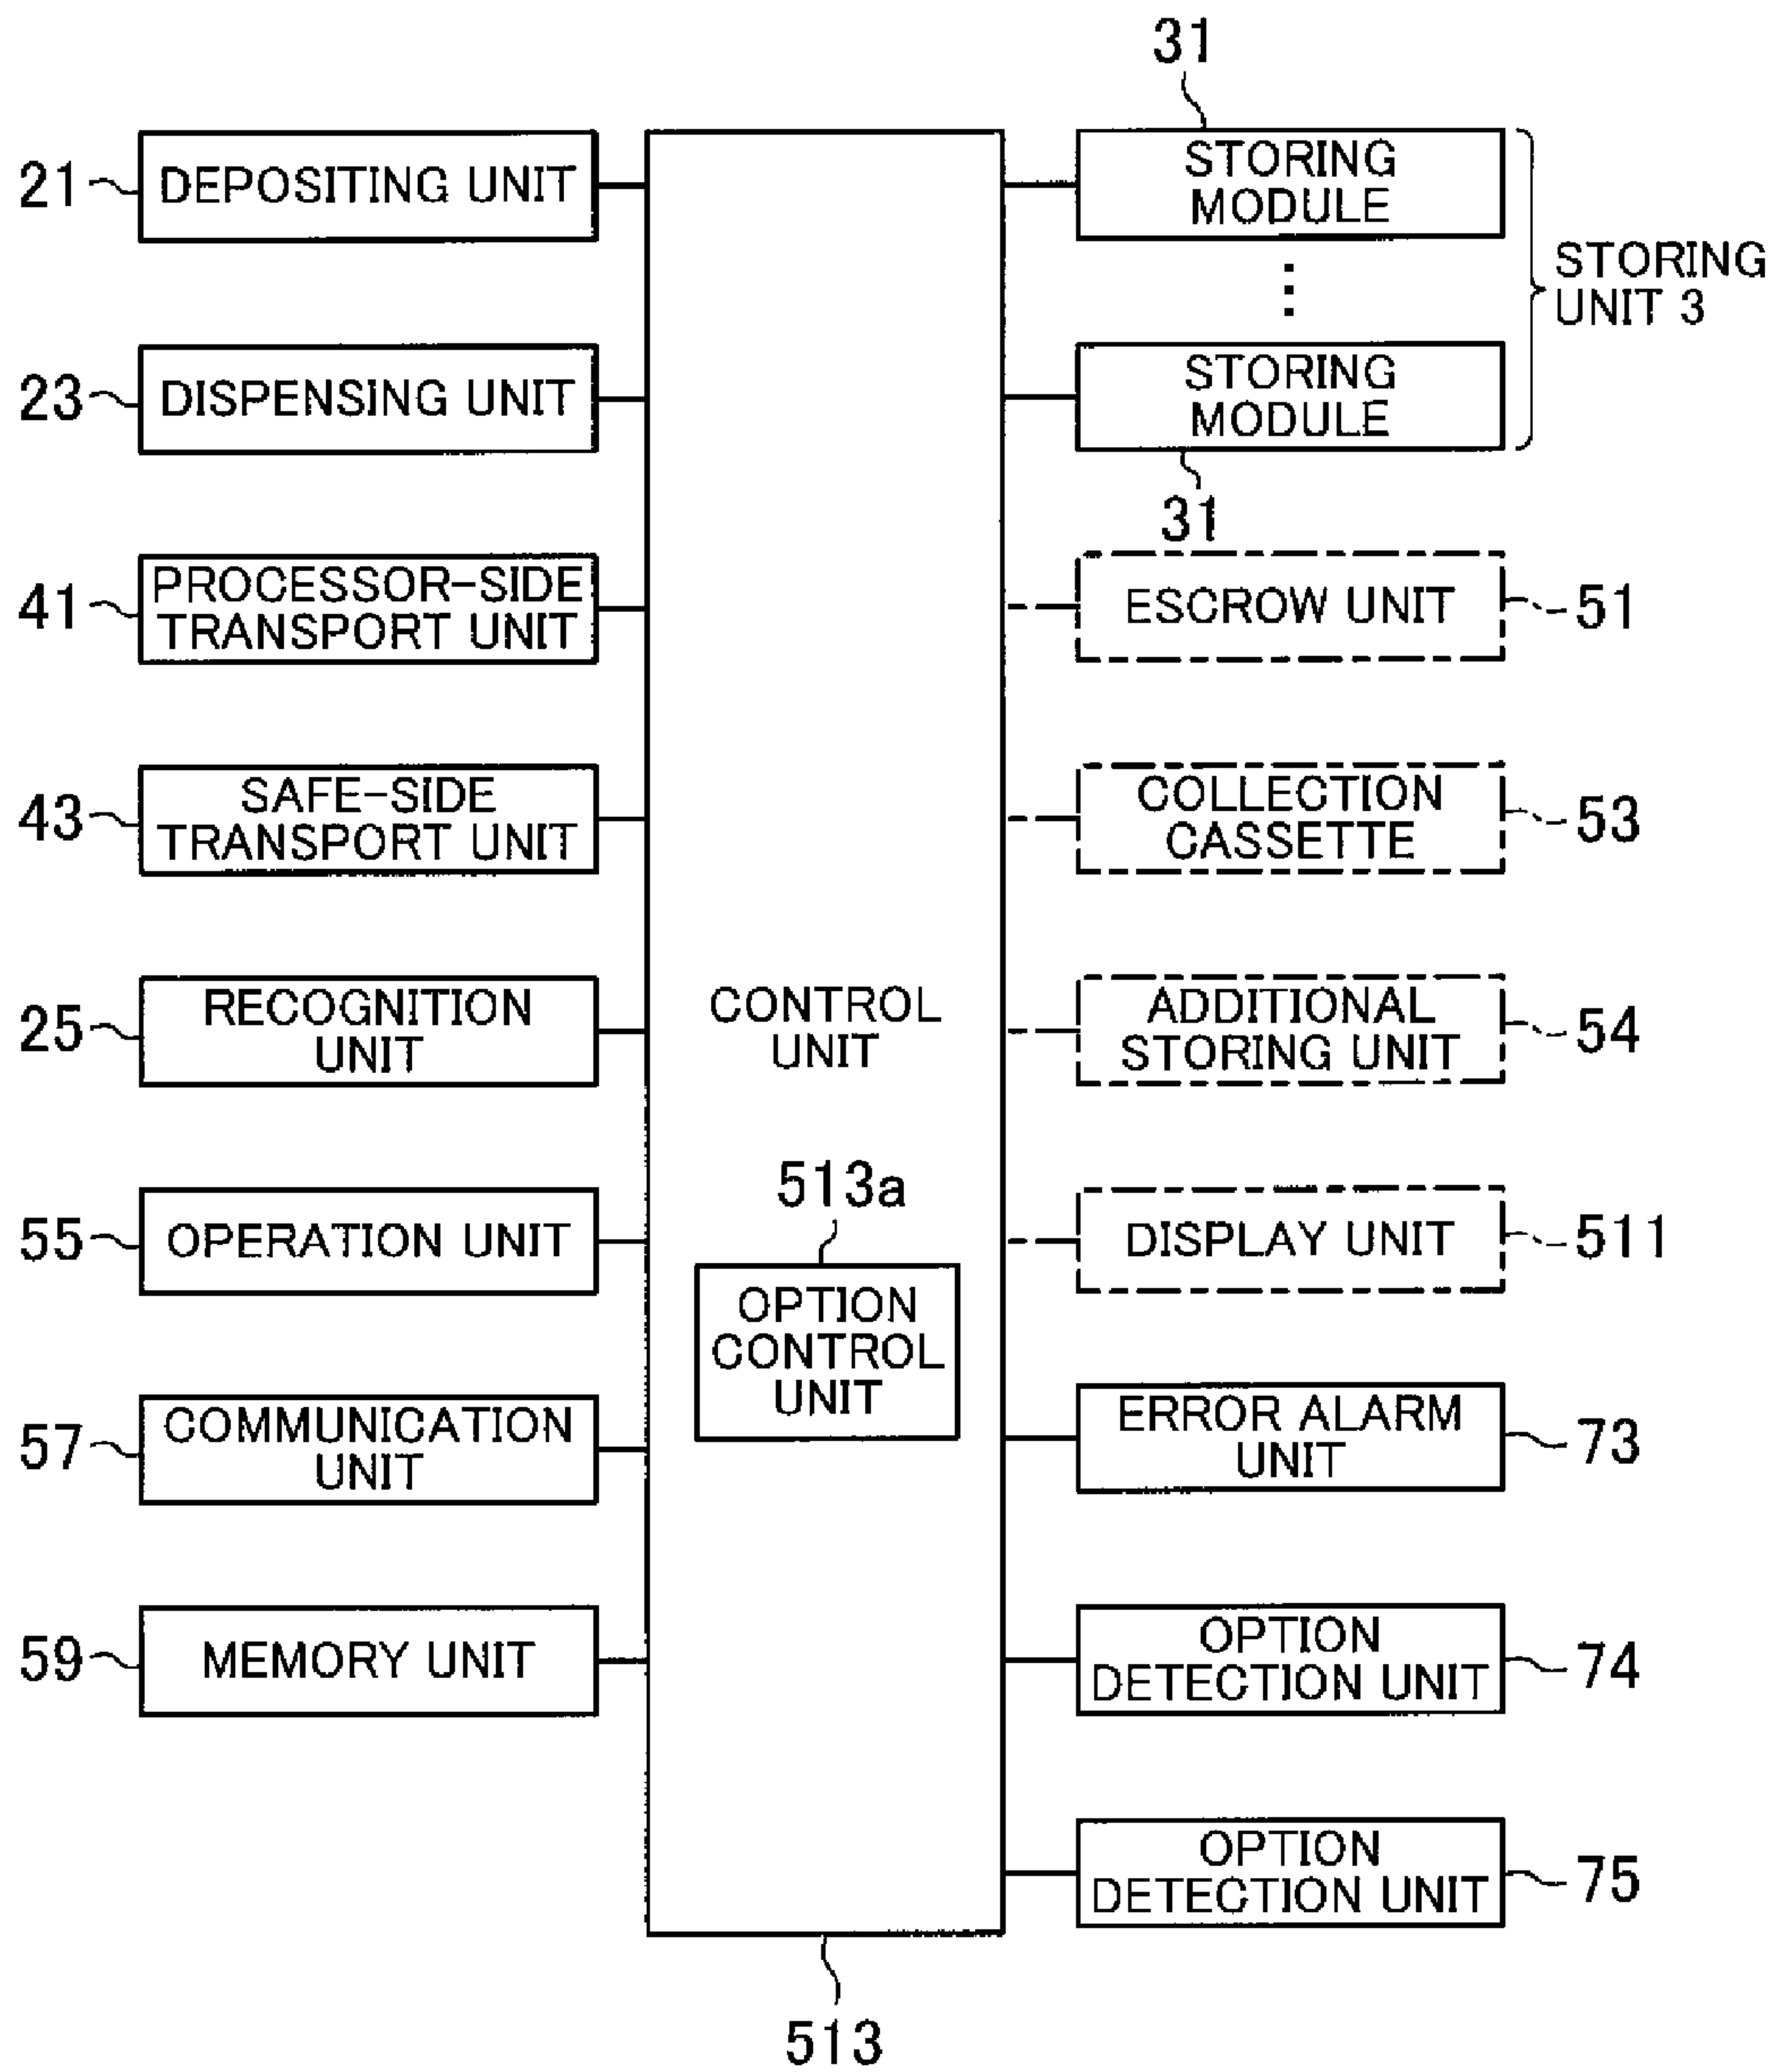 31
21
DEPOSITING UNIT
STORING
MODULE
STORING
UNIT 3
23
DISPENSING UNIT
STORING
MODULE
31
41
PROCESSOR-SIDE
TRANSPORT UNIT
ESCROW UNIT
51
43
SAFE-SIDE
TRANSPORT UNIT
COLLECTION
CASSETTE
53
25
RECOGNITION
UNIT
CONTROL
UNIT
ADDITIONAL
STORING UNIT
54
513a
55
OPERATION UNIT
DISPLAY UNIT
511
OPTION
CONTROL
UNIT
57
COMMUNICATION
UNIT
ERROR ALARM
UNIT
73
59
MEMORY UNIT
OPTION
DETECTION UNIT
74
OPTION
DETECTION UNIT
75
513